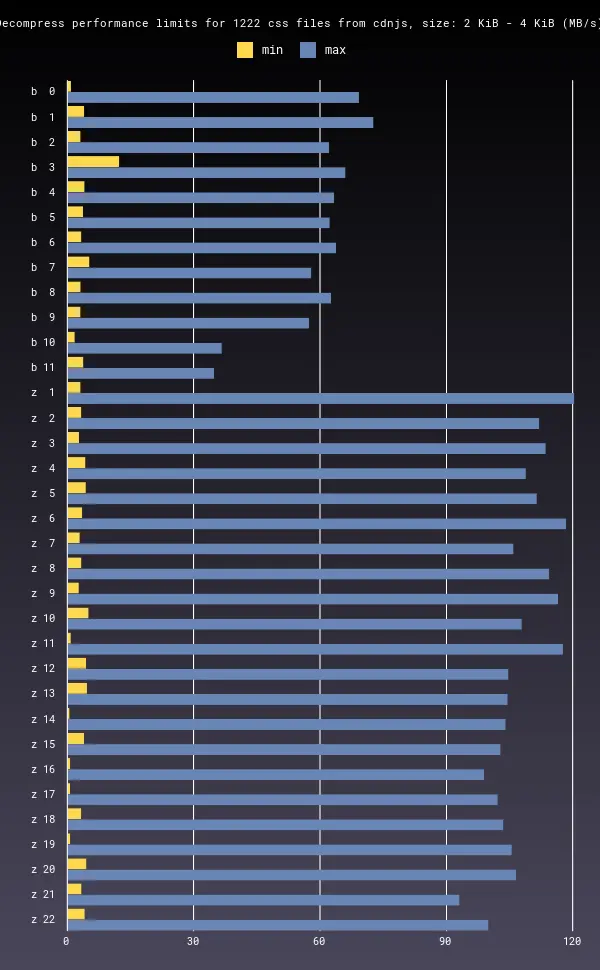 Decompress performance limits for 1222 css files from cdnjs, size: 2 KiB - 4 KiB (MB/s)
min max
b 0
b 1
b 2
b 3
b 4
b 5
b 6
b 7
b 8
b 9
b 10
b 11
z 1
z 2
z 3
z 4
z 5
z 6
z 7
z 8
z 9
z 10
z 11
z 12
z 13
z 14
z 15
z 16
z 17
z 18
z 19
z 20
z 21
z 22
0 30 60 90 120